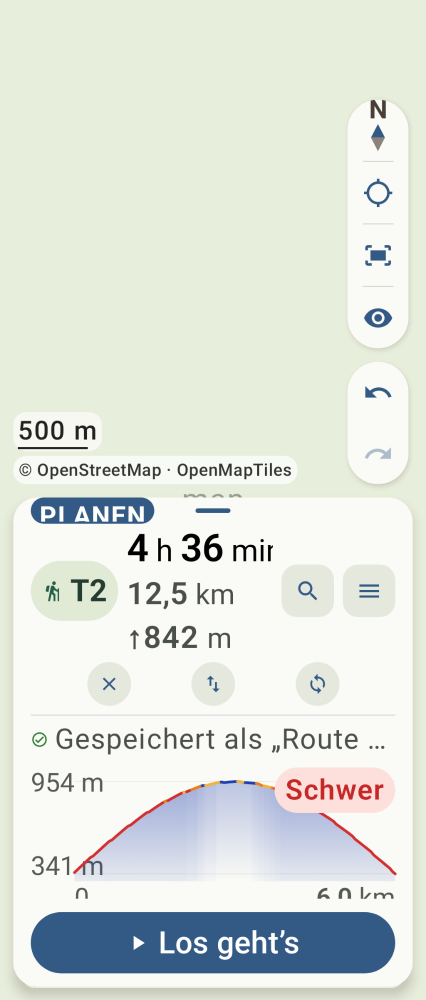 N
500 m
© OpenStreetMap · OpenMapTiles
PLANEN
4 h 36 min
T2
12,5 km
↑842 m
Gespeichert als „Route ...
954 m
Schwer
341 m
0
6,0 km
Los geht’s